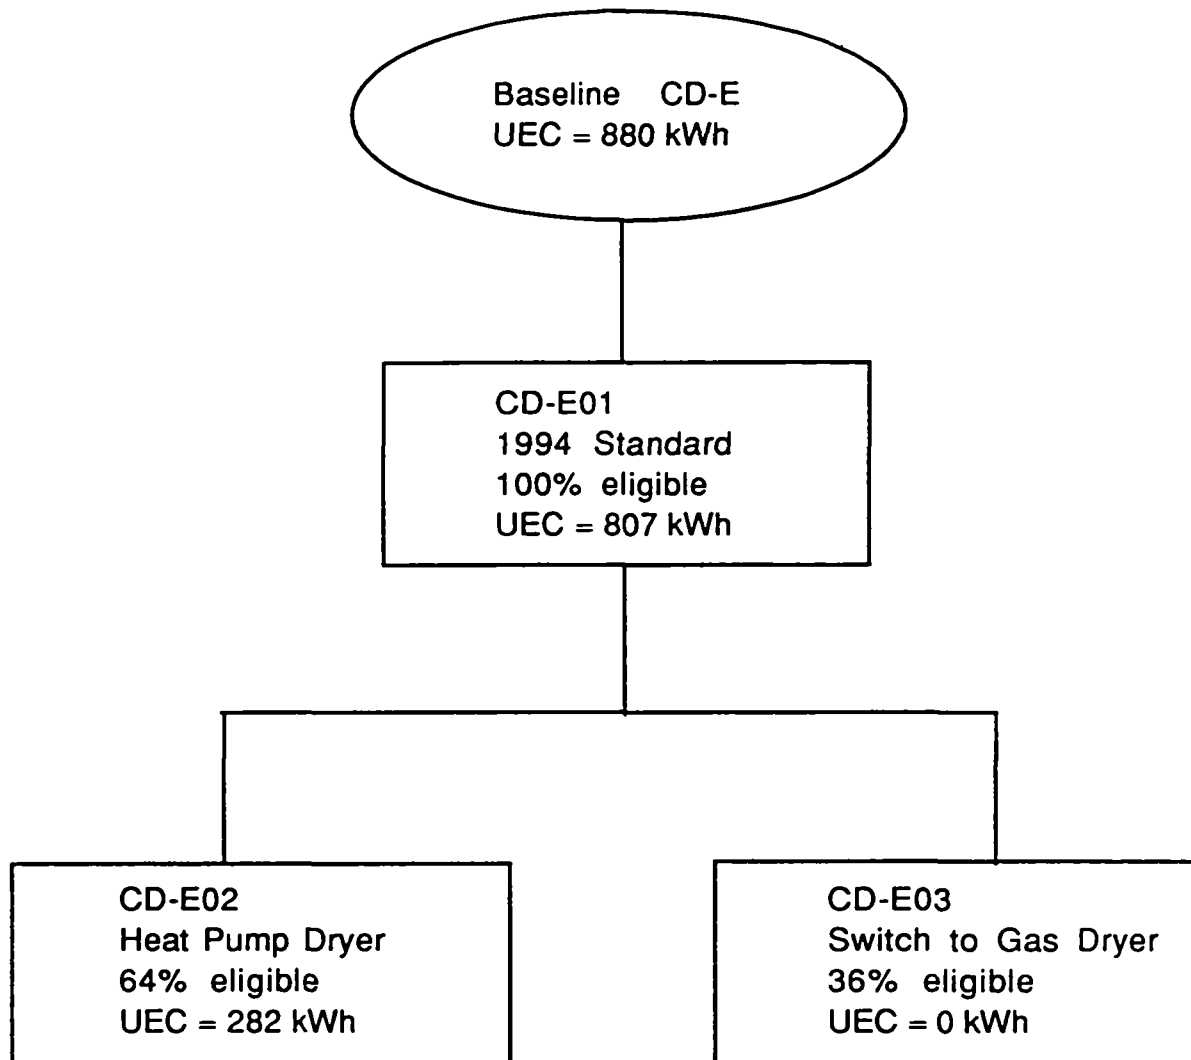 Baseline CD-E
UEC = 880 kWh
CD-E01
1994 Standard
100% eligible
UEC = 807 kWh
CD-E02
Heat Pump Dryer
64% eligible
UEC = 282 kWh
CD-E03
Switch to Gas Dryer
36% eligible
UEC = 0 kWh